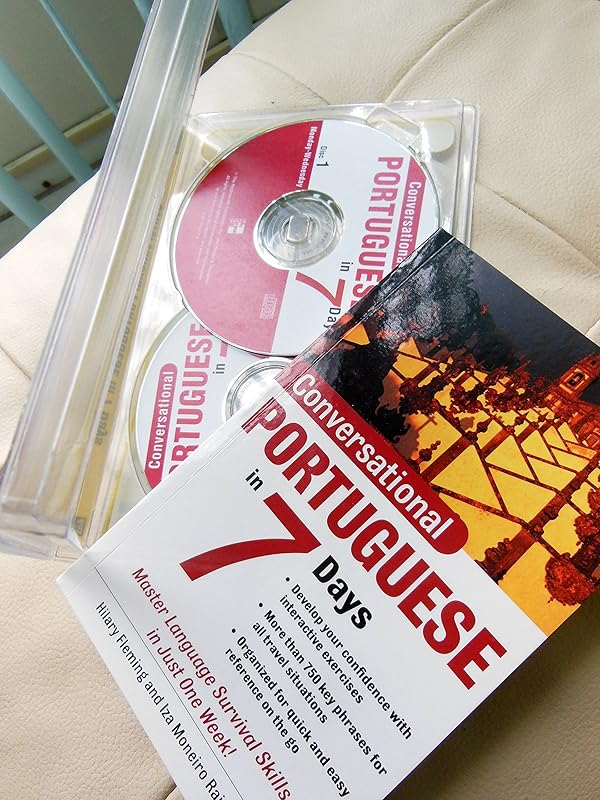 Disc 1
Monday-Wednesday
Conversational
PORTUGUESE
in
7
Days
Conversational
PORTUGUESE
in
7
Conversational
PORTUGUESE
in
7
Days
• Develop your confidence with
interactive exercises
• More than 750 key phrases for
all travel situations
• Organized for quick and easy
reference on the go
Master Language Survival Skills
in Just One Week!
Hilary Fleming and Iza Moneiro Rai